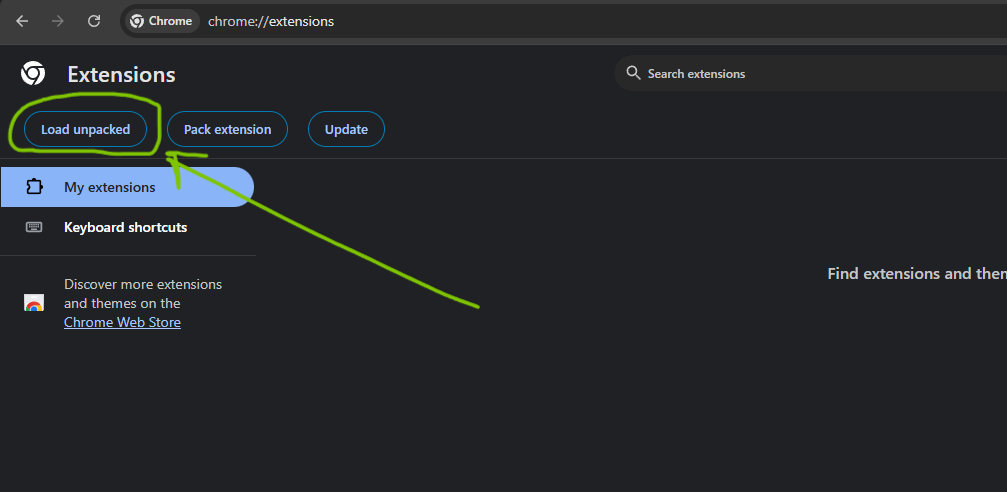 Chrome chrome://extensions
Extensions
Search extensions
Load unpacked Pack extension Update
My extensions
Keyboard shortcuts
Discover more extensions
and themes on the
Chrome Web Store
Find extensions and